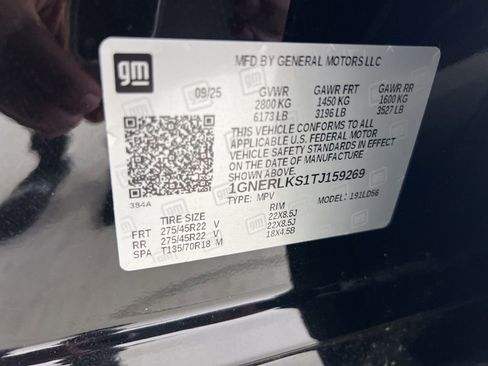 gm
MFD BY GENERAL MOTORS LLC
09/25 GVWR GAWR FRT GAWR RR
2800 KG 1450 KG 1600 KG
6173 LB 3196 LB 3527 LB
THIS VEHICLE CONFORMS TO ALL
APPLICABLE U.S. FEDERAL MOTOR
VEHICLE SAFETY STANDARDS IN EFFECT
ON THE DATE OF MANUFACTURE
SHOWN ABOVE.
1GNERLKS1TJ159269
TYPE: MPV MODEL: 191LD56
384A
TIRE SIZE RIM
FRT 275/45R22 V 22X8.5J
RR 275/45R22 V 22X8.5J
SPA T135/70R18 M 18X4.5B